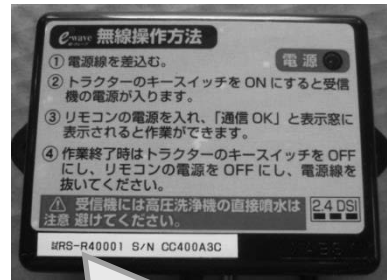 e-wave 無線操作方法
電源
① 電源線を差込む。
② トラクターのキースイッチを ON にすると受信
機の電源が入ります。
③ リモコンの電源を入れ、「通信 OK」と表示窓に
表示されると作業ができます。
④ 作業終了時はトラクターのキースイッチを OFF
にし、リモコンの電源を OFF にし、電源線を
抜いてください。
⚠ 受信機には高圧洗浄機の直接噴水は
注意 避けてください。
2.4 DSI
MRS-R40001 S/N CC400A3C